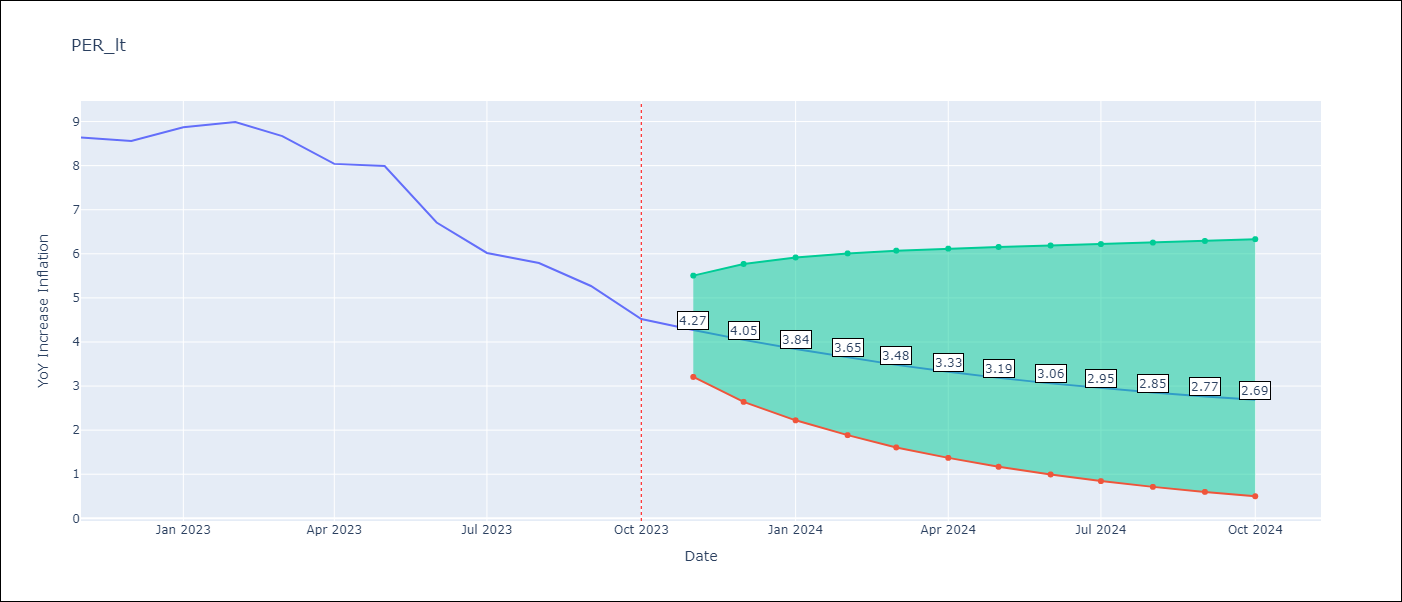 PER_lt
YoY Increase Inflation
9
8
7
6
5
4
3
2
1
0
4.27
4.05
3.84
3.65
3.48
3.33
3.19
3.06
2.95
2.85
2.77
2.69
Jan 2023
Apr 2023
Jul 2023
Oct 2023
Jan 2024
Apr 2024
Jul 2024
Oct 2024
Date